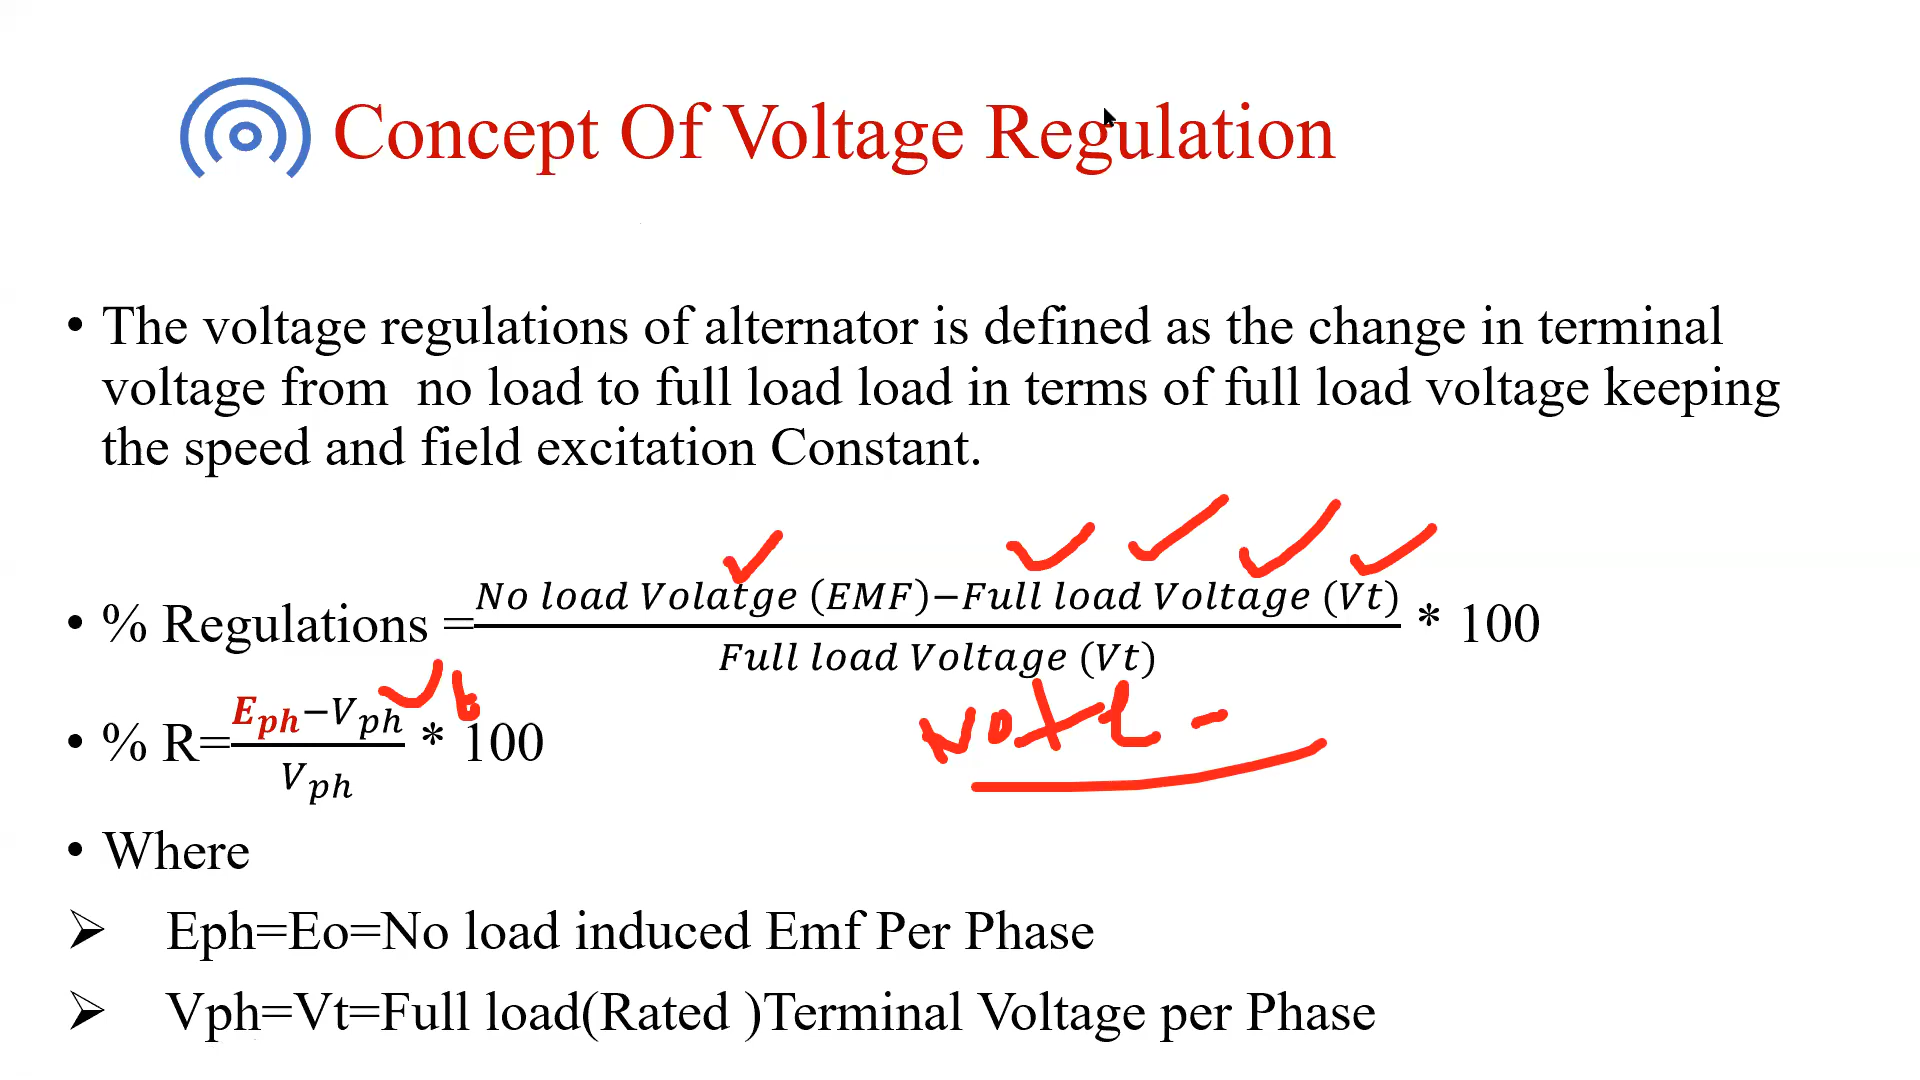 Concept Of Voltage Regulation
• The voltage regulations of alternator is defined as the change in terminal
voltage from no load to full load load in terms of full load voltage keeping
the speed and field excitation Constant.
• % Regulations = No load Volatge (EMF)−Full load Voltage (Vt) / Full load Voltage (Vt) * 100
• % R= Eph−Vph / Vph * 100
t
Note -
• Where
➢ Eph=Eo=No load induced Emf Per Phase
➢ Vph=Vt=Full load(Rated )Terminal Voltage per Phase